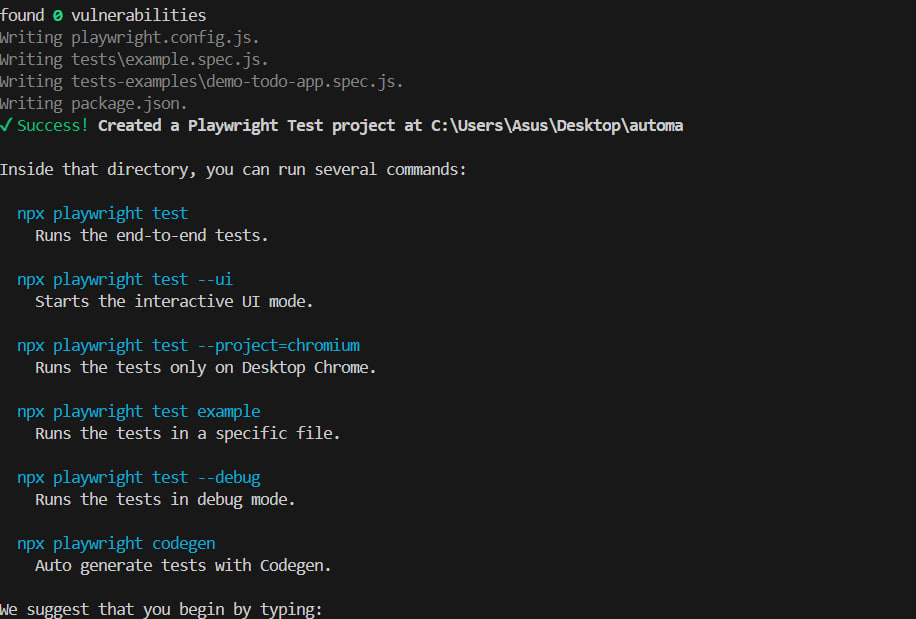 found 0 vulnerabilities
Writing playwright.config.js.
Writing tests\example.spec.js.
Writing tests-examples\demo-todo-app.spec.js.
Writing package.json.
✓ Success! Created a Playwright Test project at C:\Users\Asus\Desktop\automa
Inside that directory, you can run several commands:
npx playwright test
Runs the end-to-end tests.
npx playwright test --ui
Starts the interactive UI mode.
npx playwright test --project=chromium
Runs the tests only on Desktop Chrome.
npx playwright test example
Runs the tests in a specific file.
npx playwright test --debug
Runs the tests in debug mode.
npx playwright codegen
Auto generate tests with Codegen.
We suggest that you begin by typing: